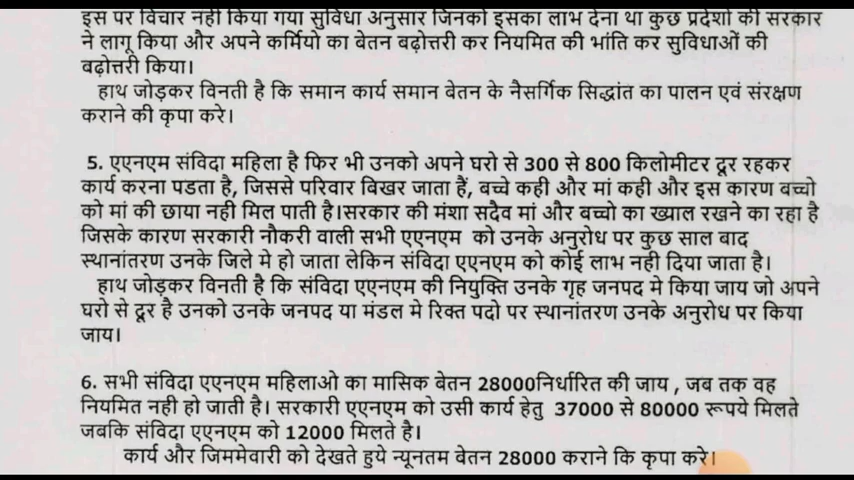 इस पर विचार नही किया गया सुविधा अनुसार जिनको इसका लाभ देना था कुछ प्रदेशो की सरकार
ने लागू किया और अपने कर्मियो का बेतन बढ़ोत्तरी कर नियमित की भांति कर सुविधाओं की
बढ़ोत्तरी किया।
हाथ जोड़कर विनती है कि समान कार्य समान बेतन के नैसर्गिक सिद्धांत का पालन एवं संरक्षण
कराने की कृपा करे।
5. एएनएम संविदा महिला है फिर भी उनको अपने घरो से 300 से 800 किलोमीटर दूर रहकर
कार्य करना पडता है, जिससे परिवार बिखर जाता हैं, बच्चे कही और मां कही और इस कारण बच्चो
को मां की छाया नही मिल पाती है।सरकार की मंशा सदैव मां और बच्चो का ख्याल रखने का रहा है
जिसके कारण सरकारी नौकरी वाली सभी एएनएम को उनके अनुरोध पर कुछ साल बाद
स्थानांतरण उनके जिले मे हो जाता लेकिन संविदा एएनएम को कोई लाभ नही दिया जाता है।
हाथ जोड़कर विनती है कि संविदा एएनएम की नियुक्ति उनके गृह जनपद मे किया जाय जो अपने
घरो से दूर है उनको उनके जनपद या मंडल मे रिक्त पदो पर स्थानांतरण उनके अनुरोध पर किया
जाय।
6. सभी संविदा एएनएम महिलाओ का मासिक बेतन 28000निर्धारित की जाय , जब तक वह
नियमित नही हो जाती है। सरकारी एएनएम को उसी कार्य हेतु 37000 से 80000 रूपये मिलते
जबकि संविदा एएनएम को 12000 मिलते है।
कार्य और जिममेवारी को देखते हुये न्यूनतम बेतन 28000 कराने कि कृपा करे।